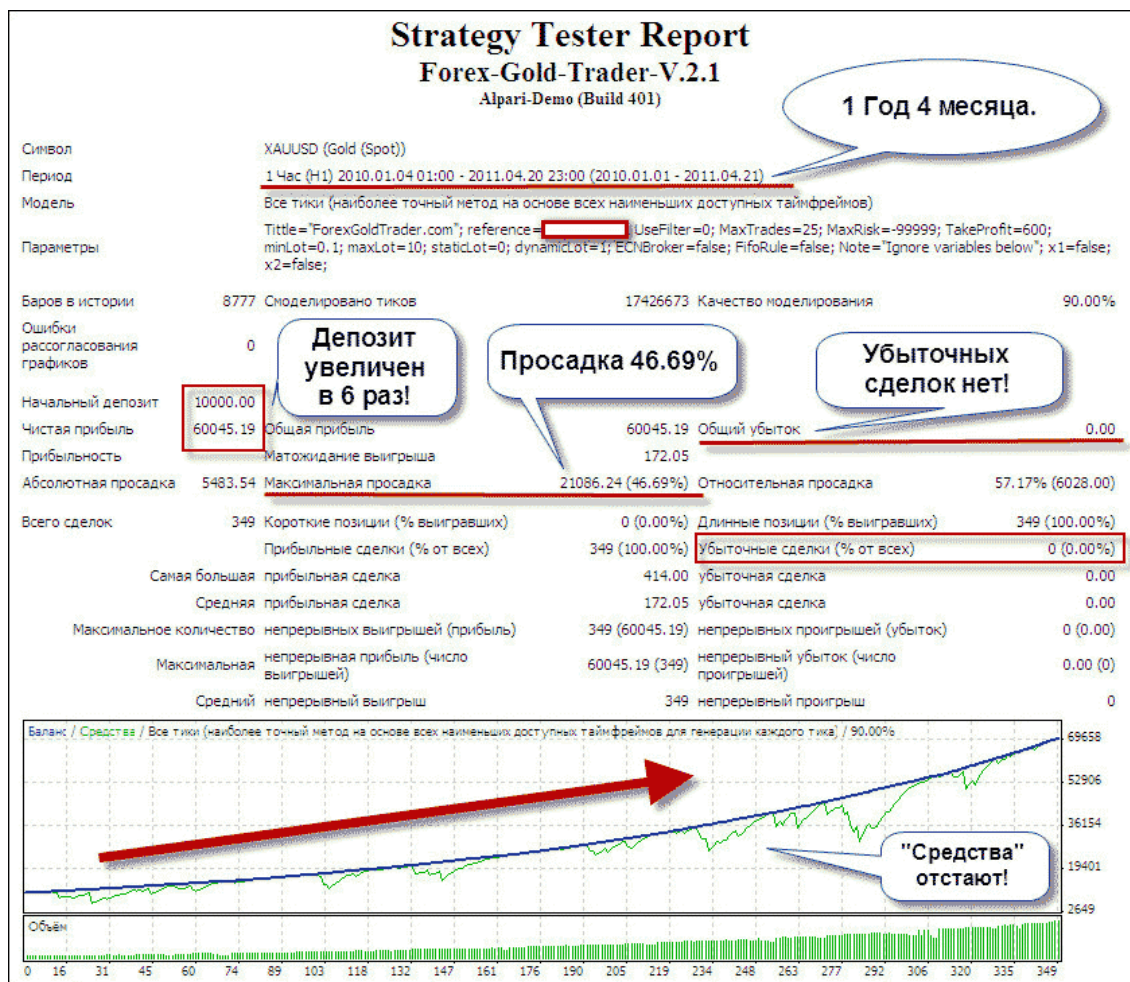 Strategy Tester Report
Forex-Gold-Trader-V.2.1
Alpari-Demo (Build 401)
1 Год 4 месяца.
Символ XAUUSD (Gold (Spot))
Период 1 Час (H1) 2010.01.04 01:00 - 2011.04.20 23:00 (2010.01.01 - 2011.04.21)
Модель Все тики (наиболее точный метод на основе всех наименьших доступных таймфреймов)
Параметры Tittle="ForexGoldTrader.com"; reference= UseFilter=0; MaxTrades=25; MaxRisk=-99999; TakeProfit=600;
minLot=0.1; maxLot=10; staticLot=0; dynamicLot=1; ECNBroker=false; FifoRule=false; Note="Ignore variables below"; x1=false;
x2=false;
Баров в истории 8777 Смоделировано тиков 17426673 Качество моделирования 90.00%
Ошибки
рассогласования 0
графиков
Депозит
увеличен
в 6 раз!
Просадка 46.69%
Убыточных
сделок нет!
Начальный депозит 10000.00
Чистая прибыль 60045.19 Общая прибыль 60045.19 Общий убыток 0.00
Прибыльность Матожидание выигрыша 172.05
Абсолютная просадка 5483.54 Максимальная просадка 21086.24 (46.69%) Относительная просадка 57.17% (6028.00)
Всего сделок 349 Короткие позиции (% выигравших) 0 (0.00%) Длинные позиции (% выигравших) 349 (100.00%)
Прибыльные сделки (% от всех) 349 (100.00%) Убыточные сделки (% от всех) 0 (0.00%)
Самая большая прибыльная сделка 414.00 убыточная сделка 0.00
Средняя прибыльная сделка 172.05 убыточная сделка 0.00
Максимальное количество непрерывных выигрышей (прибыль) 349 (60045.19) непрерывных проигрышей (убыток) 0 (0.00)
Максимальная непрерывная прибыль (число выигрышей) 60045.19 (349) непрерывный убыток (число проигрышей) 0.00 (0)
Средний непрерывный выигрыш 349 непрерывный проигрыш 0
Баланс / Средства / Все тики (наиболее точный метод на основе всех наименьших доступных таймфреймов для генерации каждого тика) / 90.00%
69658
52906
36154
19401
2649
"Средства"
отстают!
Объём
0 16 31 45 60 74 89 103 118 132 147 161 176 190 205 219 234 248 263 277 292 306 320 335 349